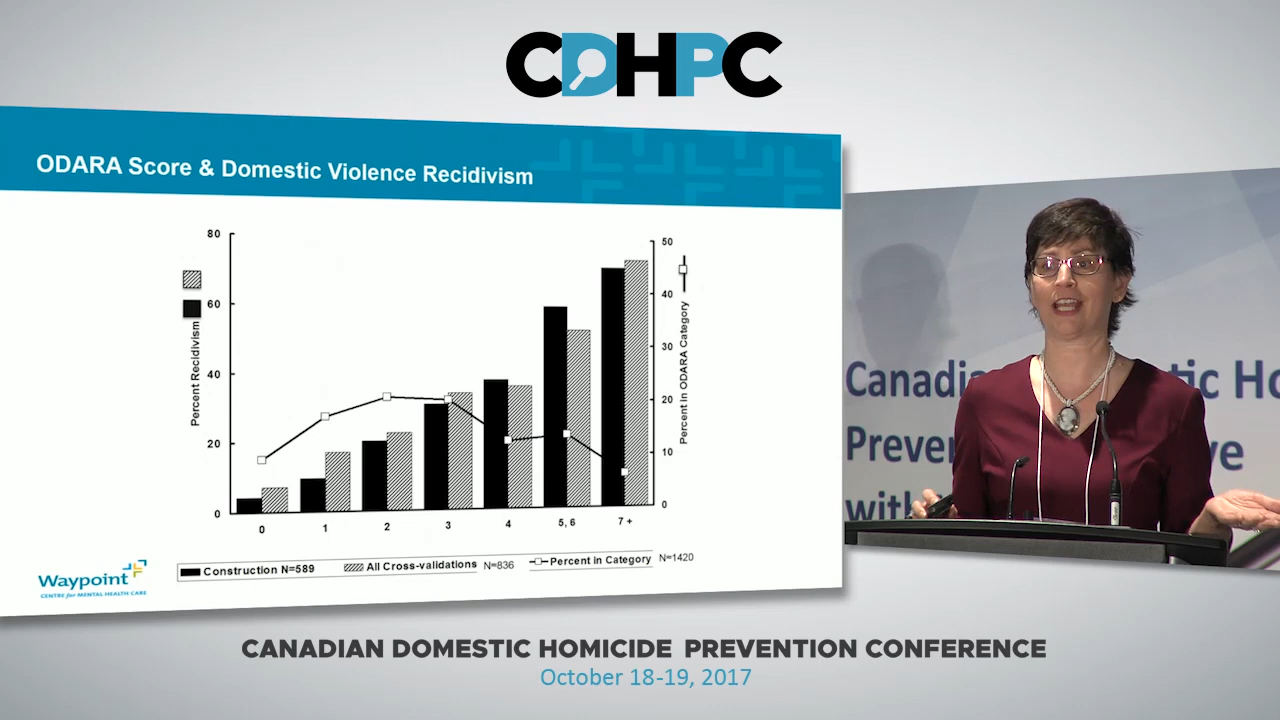 CDHPC
ODARA Score & Domestic Violence Recidivism
80
60
40
20
0
Percent Recidivism
50
40
30
20
10
0
Percent in ODARA Category
0 1 2 3 4 5, 6 7 +
Construction N=589 All Cross-validations N=836 Percent in Category N=1420
Waypoint
CENTRE for MENTAL HEALTH CARE
Canadi tic Ho
Preve ve
with
CANADIAN DOMESTIC HOMICIDE PREVENTION CONFERENCE
October 18-19, 2017